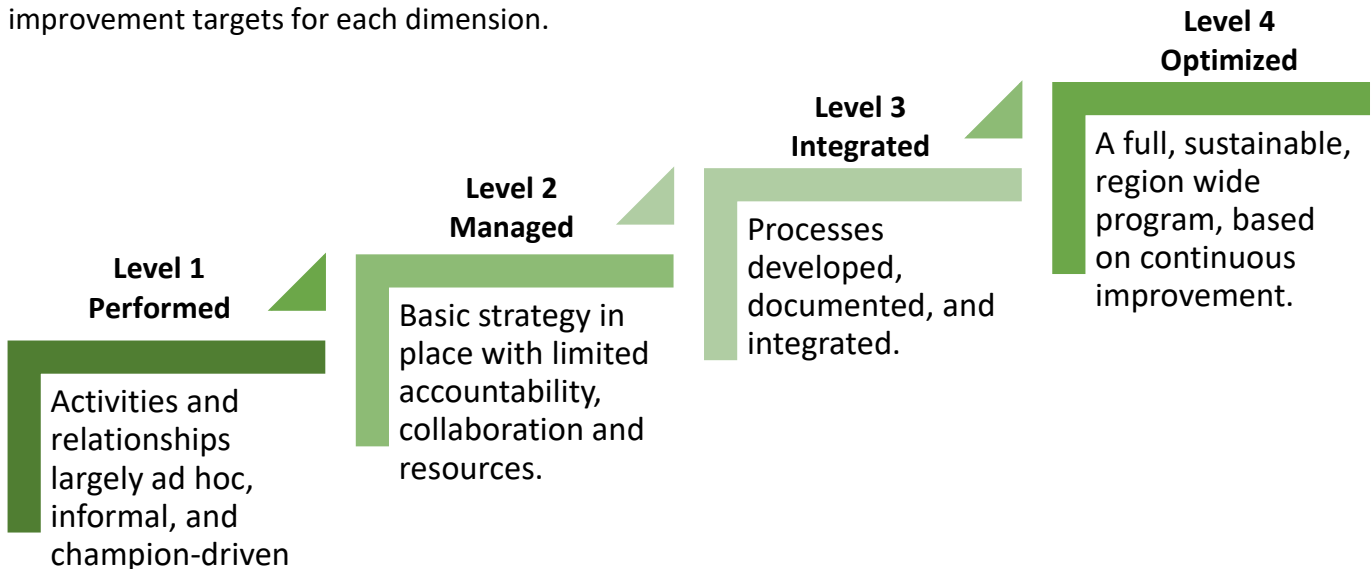 improvement targets for each dimension.
Level 1
Performed
Activities and
relationships
largely ad hoc,
informal, and
champion-driven
Level 2
Managed
Basic strategy in
place with limited
accountability,
collaboration and
resources.
Level 3
Integrated
Processes
developed,
documented, and
integrated.
Level 4
Optimized
A full, sustainable,
region wide
program, based
on continuous
improvement.